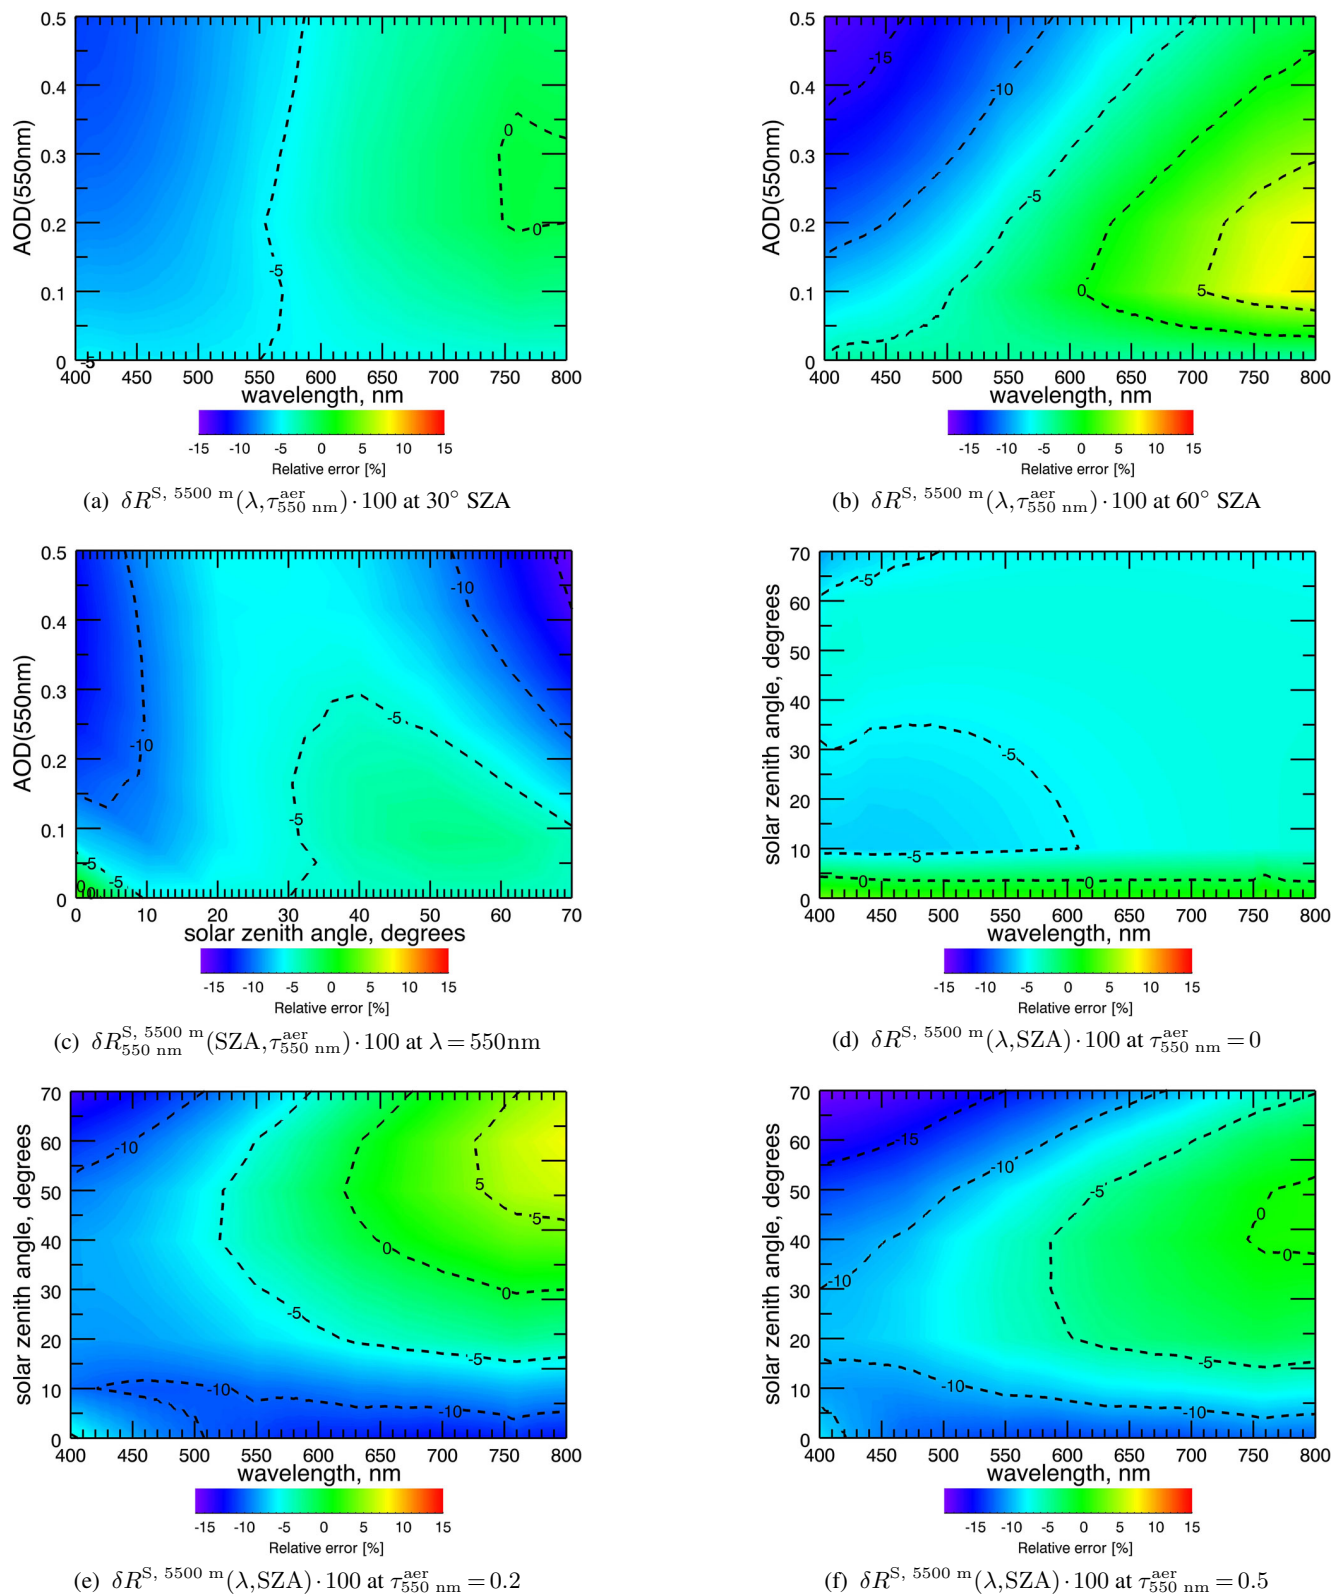 0.5
0.4
0.3
0.2
0.1
0
AOD(550nm)
0
0
-5
-5
400 450 500 550 600 650 700 750 800
wavelength, nm
-15 -10 -5 0 5 10 15
Relative error [%]
(a) δR^{S, 5500 m}(λ,τ^{aer}_{550 nm})·100 at 30° SZA
0.5
0.4
0.3
0.2
0.1
0
AOD(550nm)
-15
-10
-5
0
5
400 450 500 550 600 650 700 750 800
wavelength, nm
-15 -10 -5 0 5 10 15
Relative error [%]
(b) δR^{S, 5500 m}(λ,τ^{aer}_{550 nm})·100 at 60° SZA
0.5
0.4
0.3
0.2
0.1
0
AOD(550nm)
-10
-5
-10
-5
-5
-5
0
0
0 10 20 30 40 50 60 70
solar zenith angle, degrees
-15 -10 -5 0 5 10 15
Relative error [%]
(c) δR^{S, 5500 m}_{550 nm}(SZA,τ^{aer}_{550 nm})·100 at λ=550nm
70
60
50
40
30
20
10
0
solar zenith angle, degrees
-5
-5
-5
0
0
400 450 500 550 600 650 700 750 800
wavelength, nm
-15 -10 -5 0 5 10 15
Relative error [%]
(d) δR^{S, 5500 m}(λ,SZA)·100 at τ^{aer}_{550 nm}=0
70
60
50
40
30
20
10
0
solar zenith angle, degrees
-10
5
5
0
0
-5
-5
-10
-10
400 450 500 550 600 650 700 750 800
wavelength, nm
-15 -10 -5 0 5 10 15
Relative error [%]
(e) δR^{S, 5500 m}(λ,SZA)·100 at τ^{aer}_{550 nm}=0.2
70
60
50
40
30
20
10
0
solar zenith angle, degrees
-15
-10
-5
0
0
-10
-5
-10
-10
400 450 500 550 600 650 700 750 800
wavelength, nm
-15 -10 -5 0 5 10 15
Relative error [%]
(f) δR^{S, 5500 m}(λ,SZA)·100 at τ^{aer}_{550 nm}=0.5